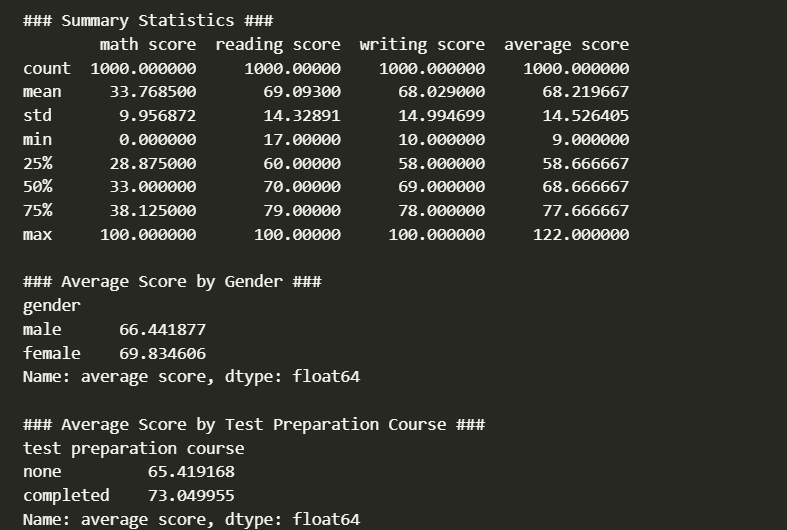 ### Summary Statistics ###
math score reading score writing score average score
count 1000.000000 1000.00000 1000.000000 1000.000000
mean 33.768500 69.09300 68.029000 68.219667
std 9.956872 14.32891 14.994699 14.526405
min 0.000000 17.00000 10.000000 9.000000
25% 28.875000 60.00000 58.000000 58.666667
50% 33.000000 70.00000 69.000000 68.666667
75% 38.125000 79.00000 78.000000 77.666667
max 100.000000 100.00000 100.000000 122.000000
### Average Score by Gender ###
gender
male 66.441877
female 69.834606
Name: average score, dtype: float64
### Average Score by Test Preparation Course ###
test preparation course
none 65.419168
completed 73.049955
Name: average score, dtype: float64